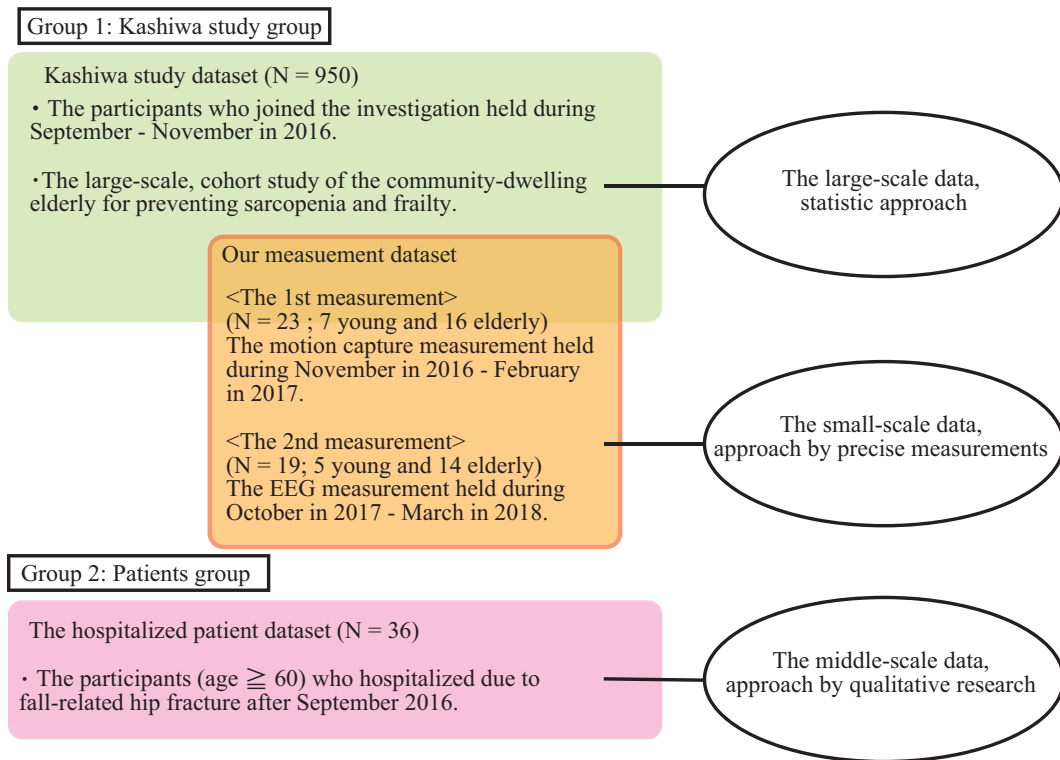 Group 1: Kashiwa study group
Kashiwa study dataset (N = 950)
・The participants who joined the investigation held during
September - November in 2016.
・The large-scale, cohort study of the community-dwelling
elderly for preventing sarcopenia and frailty.
The large-scale data,
statistic approach
Our measuement dataset
<The 1st measurement>
(N = 23 ; 7 young and 16 elderly)
The motion capture measurement held
during November in 2016 - February
in 2017.
<The 2nd measurement>
(N = 19; 5 young and 14 elderly)
The EEG measurement held during
October in 2017 - March in 2018.
The small-scale data,
approach by precise measurements
Group 2: Patients group
The hospitalized patient dataset (N = 36)
・The participants (age ≧ 60) who hospitalized due to
fall-related hip fracture after September 2016.
The middle-scale data,
approach by qualitative research